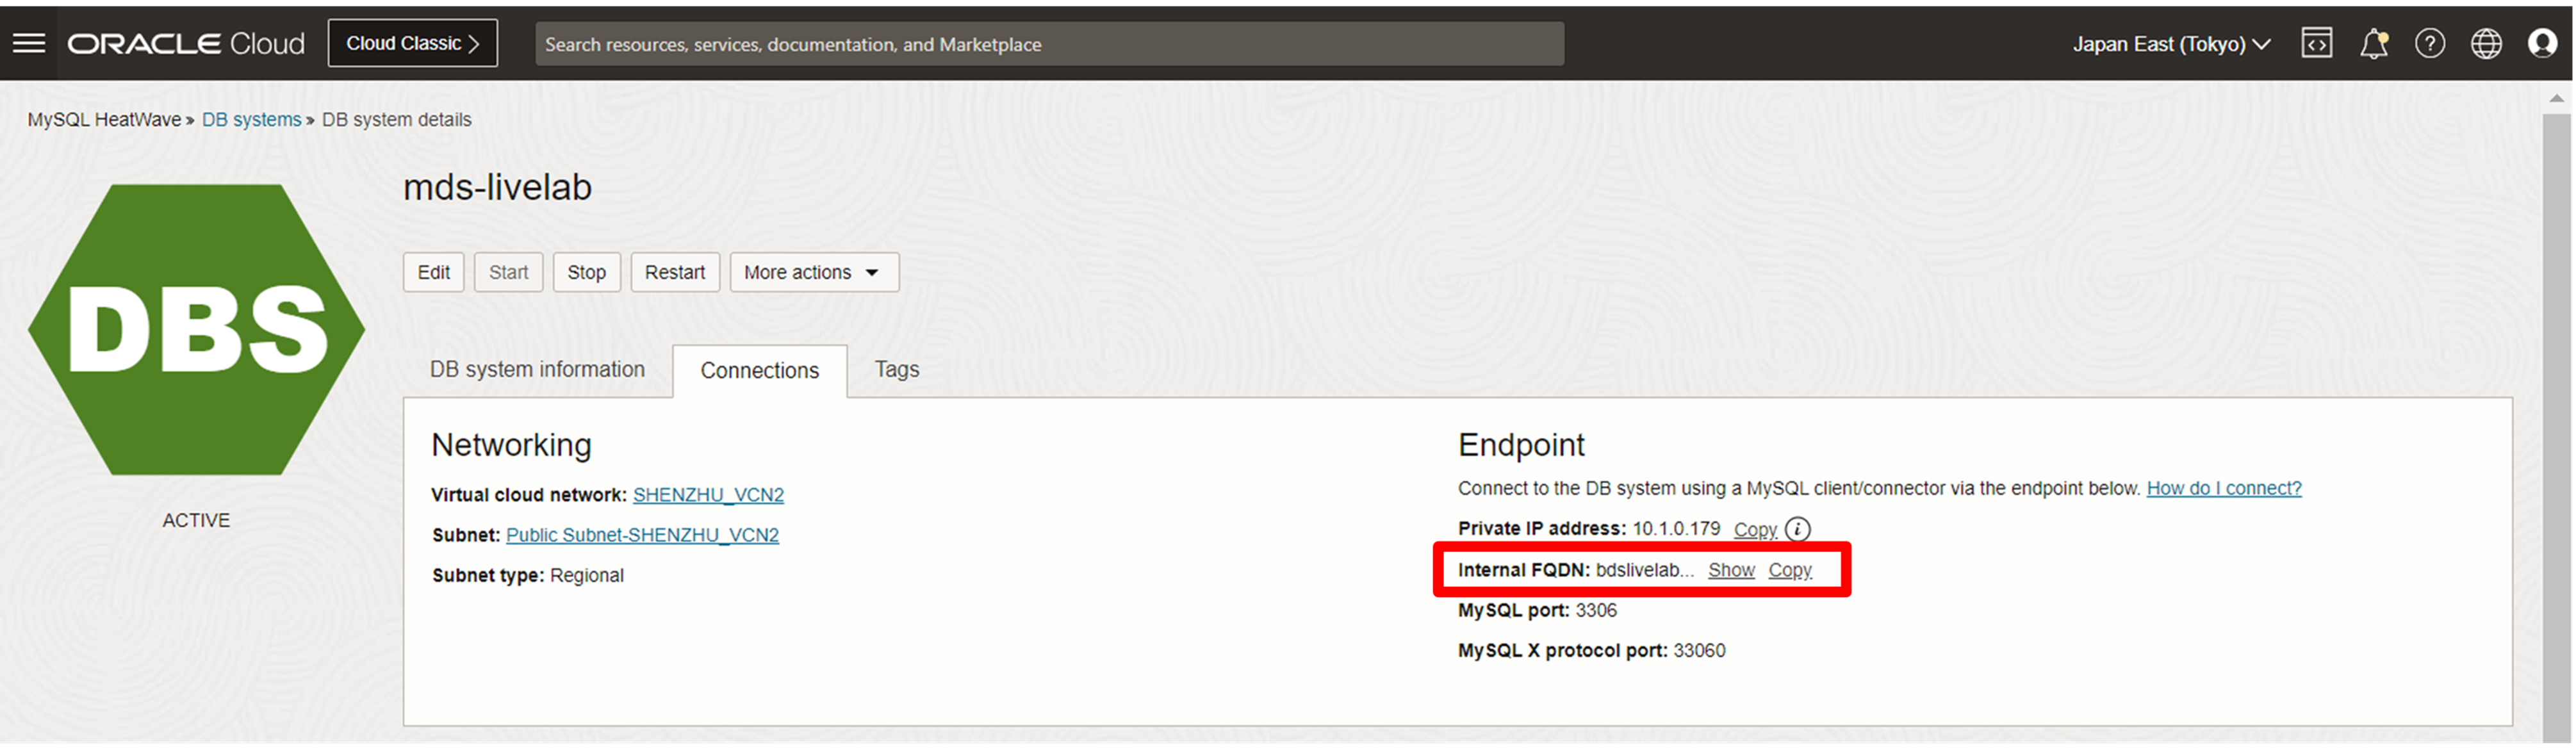 ORACLE Cloud
Cloud Classic >
Search resources, services, documentation, and Marketplace
Japan East (Tokyo)
MySQL HeatWave » DB systems » DB system details
DBS
ACTIVE
mds-livelab
Edit
Start
Stop
Restart
More actions
DB system information
Connections
Tags
Networking
Virtual cloud network: SHENZHU_VCN2
Subnet: Public Subnet-SHENZHU_VCN2
Subnet type: Regional
Endpoint
Connect to the DB system using a MySQL client/connector via the endpoint below. How do I connect?
Private IP address: 10.1.0.179 Copy i
Internal FQDN: bdslivelab... Show Copy
MySQL port: 3306
MySQL X protocol port: 33060